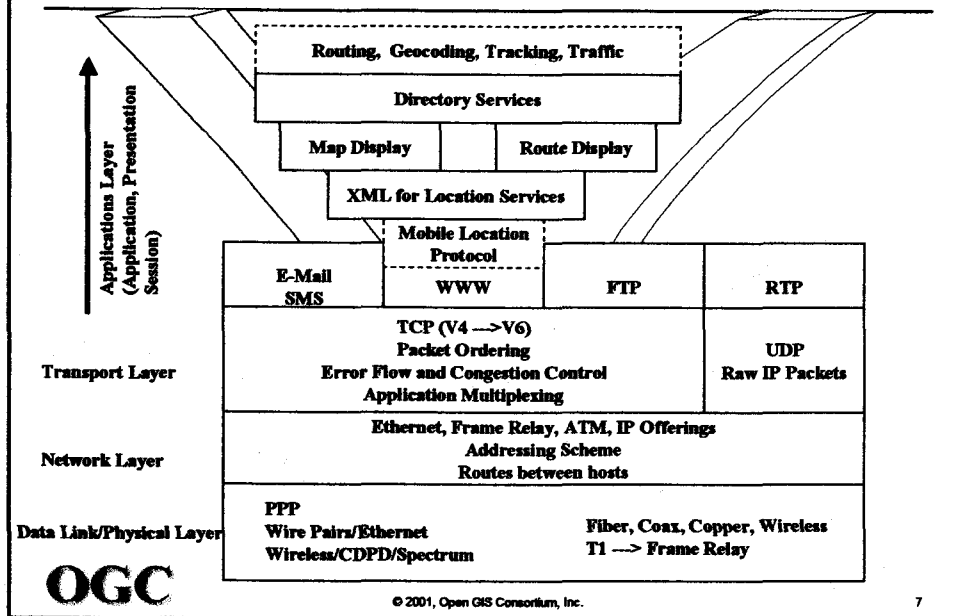 Routing, Geocoding, Tracking, Traffic
Directory Services
Map Display
Route Display
XML for Location Services
Applications Layer
(Application, Presentation
Session)
Mobile Location
Protocol
E-Mail
SMS
WWW
FTP
RTP
Transport Layer
TCP (V4 --->V6)
Packet Ordering
Error Flow and Congestion Control
Application Multiplexing
UDP
Raw IP Packets
Network Layer
Ethernet, Frame Relay, ATM, IP Offerings
Addressing Scheme
Routes between hosts
Data Link/Physical Layer
PPP
Wire Pairs/Ethernet
Wireless/CDPD/Spectrum
Fiber, Coax, Copper, Wireless
T1 ---> Frame Relay
OGC
© 2001, Open GIS Consortium, Inc.
7